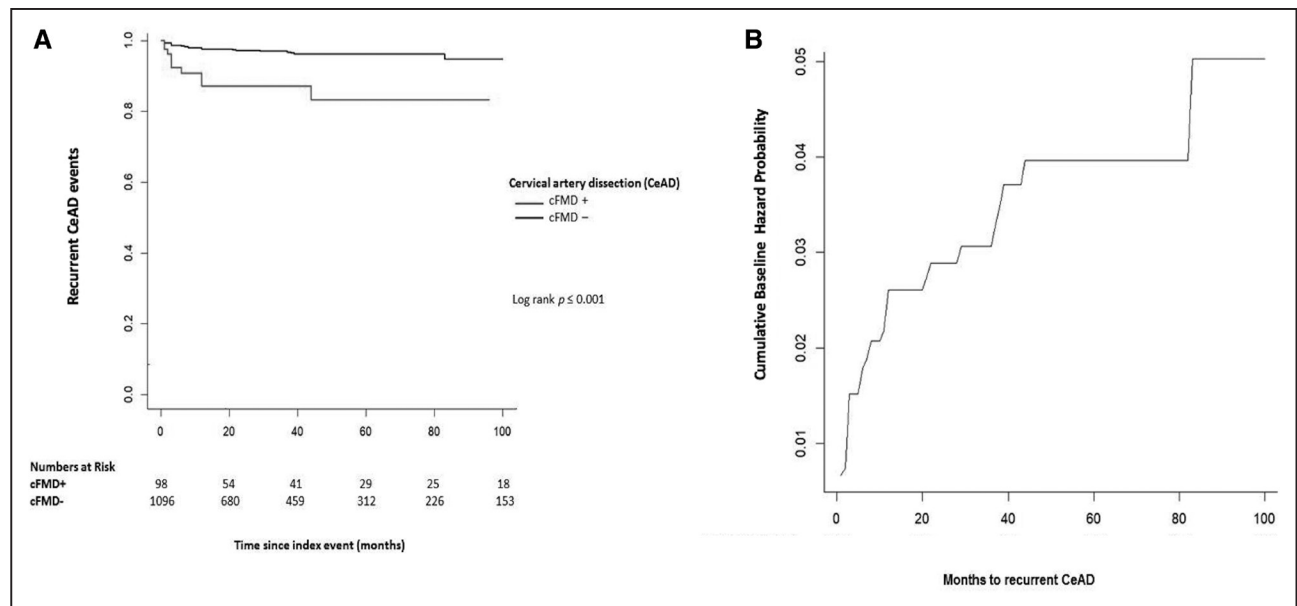 A
Recurrent CeAD events
1.0
0.8
0.6
0.4
0.2
0.0
0 20 40 60 80 100
Cervical artery dissection (CeAD)
cFMD +
cFMD –
Log rank p ≤ 0.001
Numbers at Risk
cFMD+ 98 54 41 29 25 18
cFMD- 1096 680 459 312 226 153
Time since index event (months)
B
Cumulative Baseline Hazard Probability
0.05
0.04
0.03
0.02
0.01
0 20 40 60 80 100
Months to recurrent CeAD